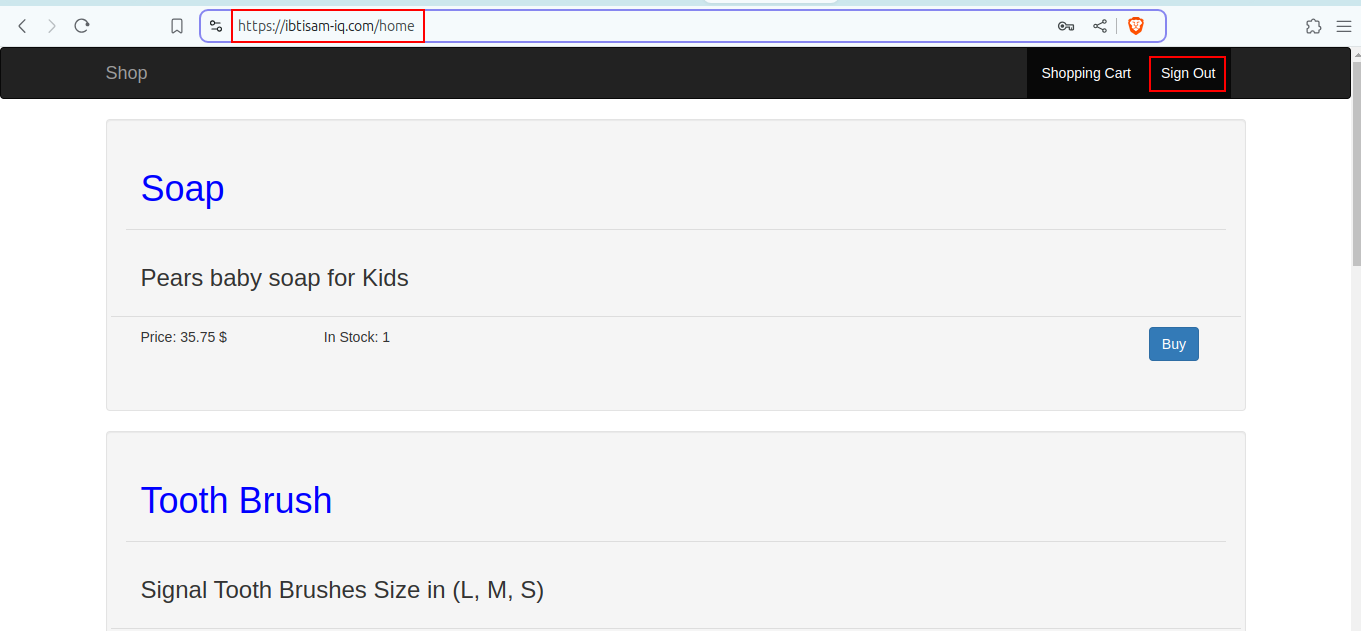 https://ibtisam-iq.com/home
Shop
Shopping Cart
Sign Out
Soap
Pears baby soap for Kids
Price: 35.75 $
In Stock: 1
Buy
Tooth Brush
Signal Tooth Brushes Size in (L, M, S)